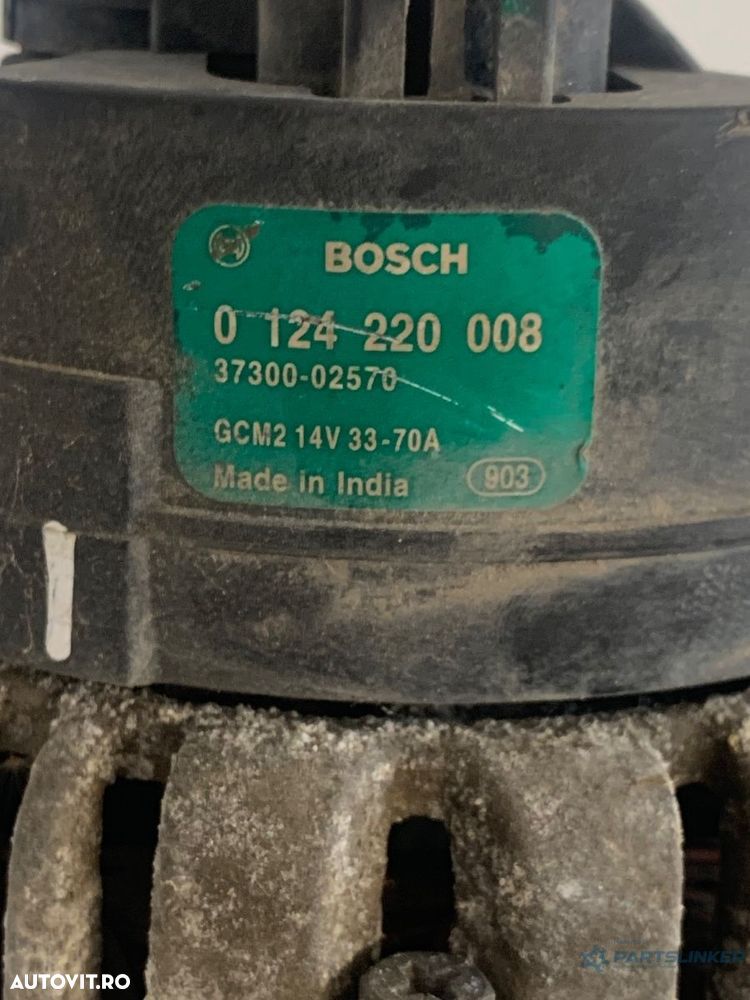 BOSCH
0 124 220 008
37300-02570
GCM2 14V 33-70A
Made in India 903
PARTSLINKER
AUTOVIT.RO